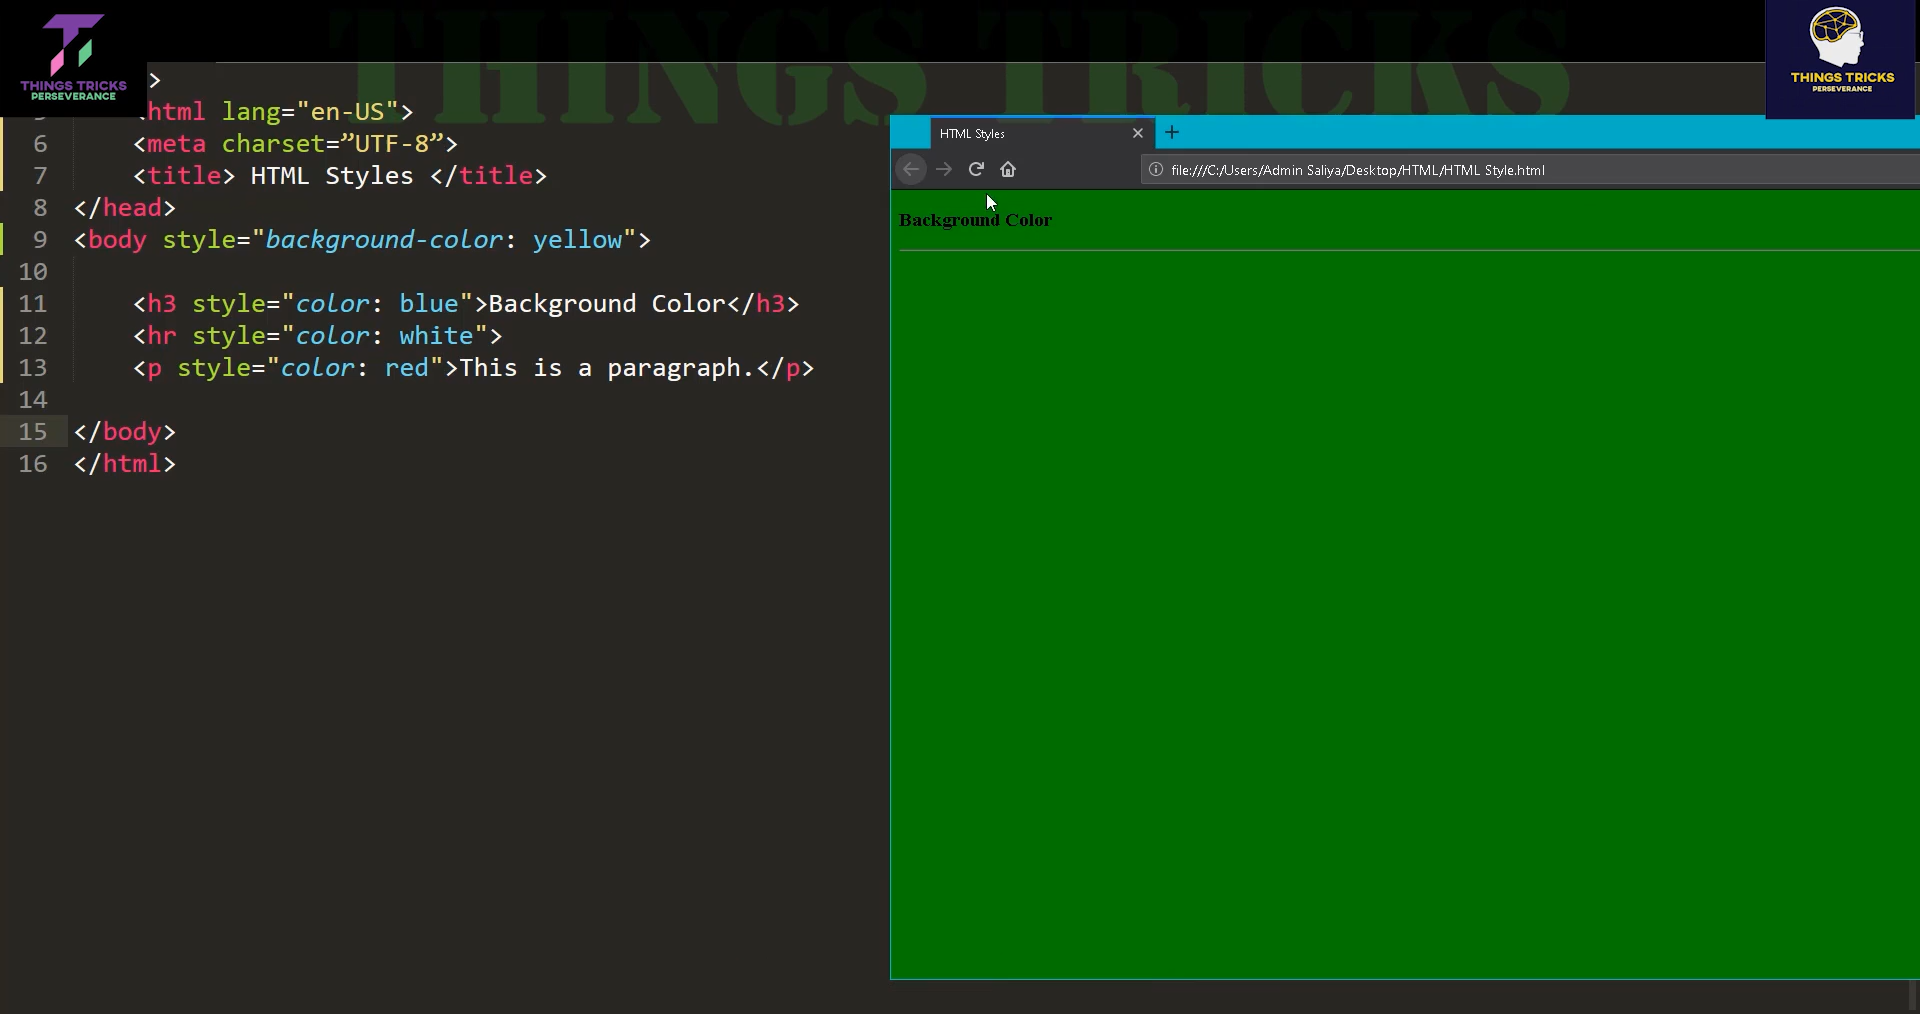 THINGS TRICKS
THINGS TRICKS
PERSEVERANCE
THINGS TRICKS
PERSEVERANCE
>
5 <html lang="en-US">
6 <meta charset=”UTF-8”>
7 <title> HTML Styles </title>
8 </head>
9 <body style="background-color: yellow">
10
11 <h3 style="color: blue">Background Color</h3>
12 <hr style="color: white">
13 <p style="color: red">This is a paragraph.</p>
14
15 </body>
16 </html>
HTML Styles
file:///C:/Users/Admin Saliya/Desktop/HTML/HTML Style.html
Background Color